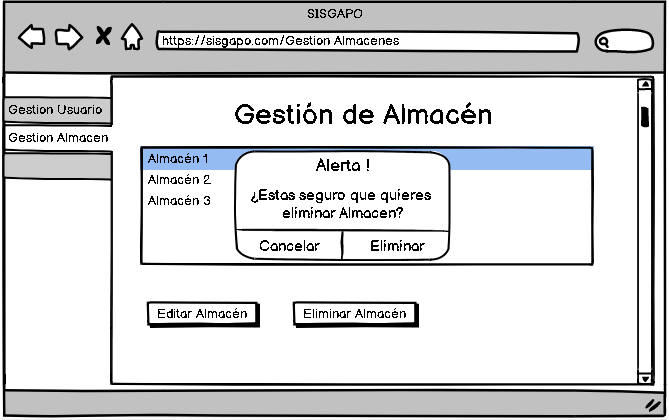 SISGAPO
https://sisgapo.com/Gestion Almacenes
Gestion Usuario
Gestion Almacen
Gestión de Almacén
Almacén 1
Almacén 2
Almacén 3
Alerta !
¿Estas seguro que quieres
eliminar Almacen?
Cancelar
Eliminar
Editar Almacén
Eliminar Almacén